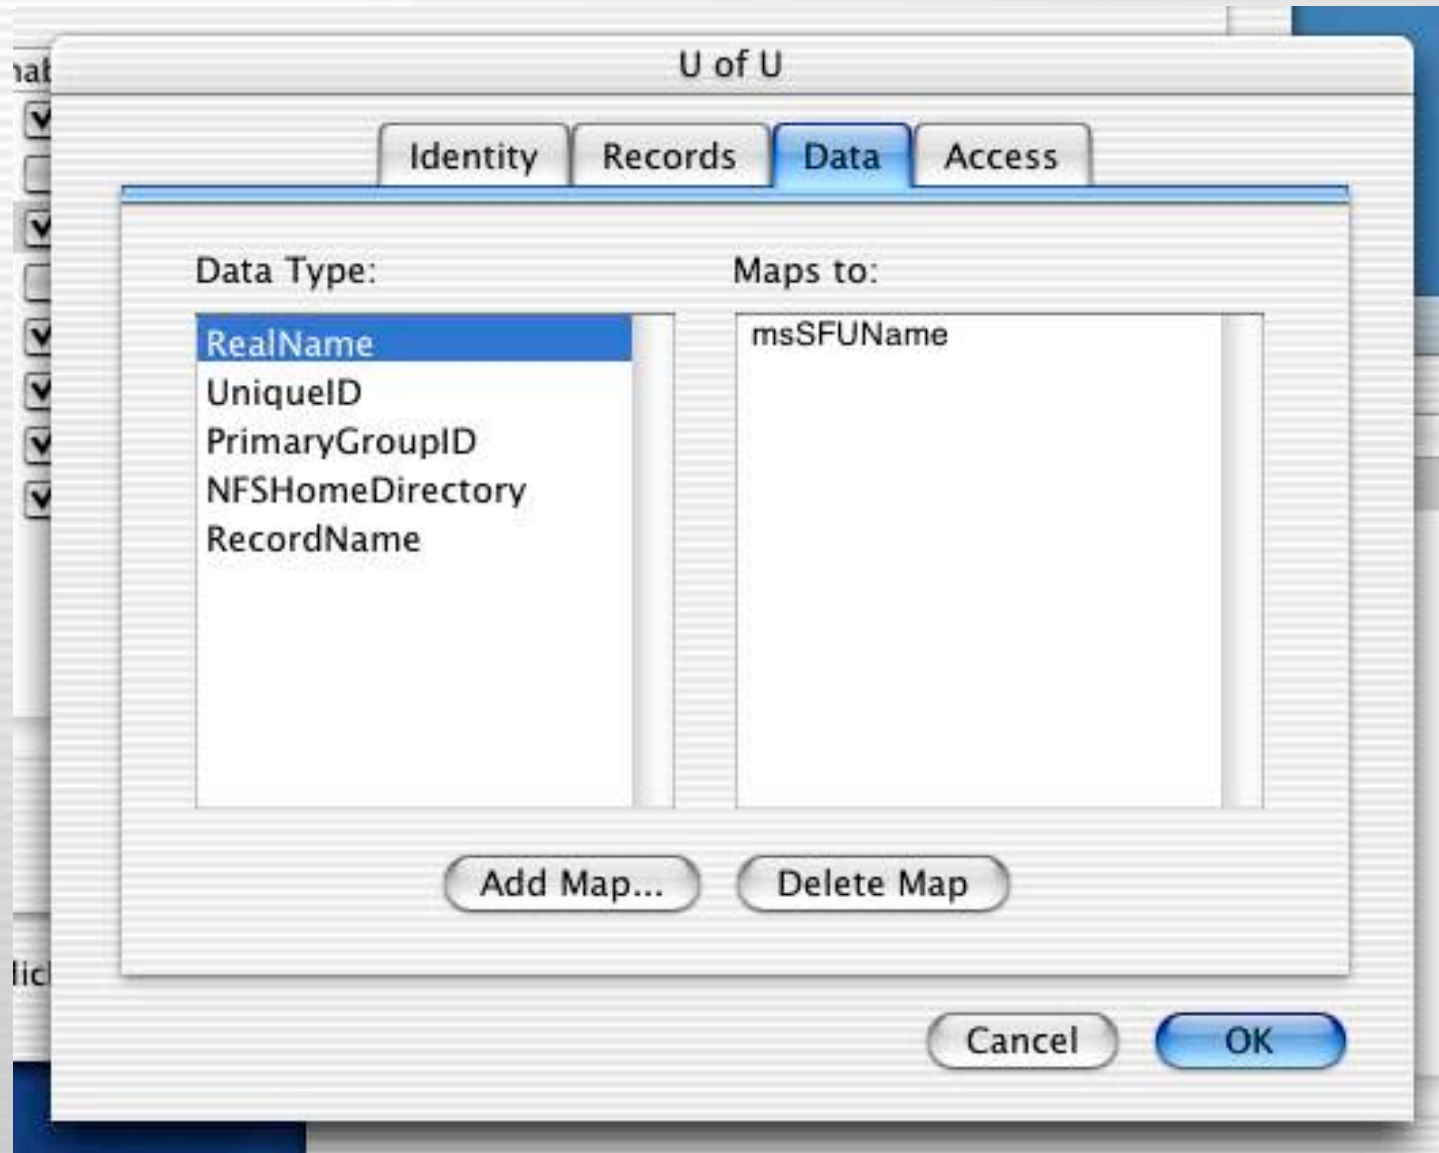 U of U
Identity Records Data Access
Data Type:
Maps to:
RealName
UniqueID
PrimaryGroupID
NFSHomeDirectory
RecordName
msSFUName
Add Map... Delete Map
Cancel OK